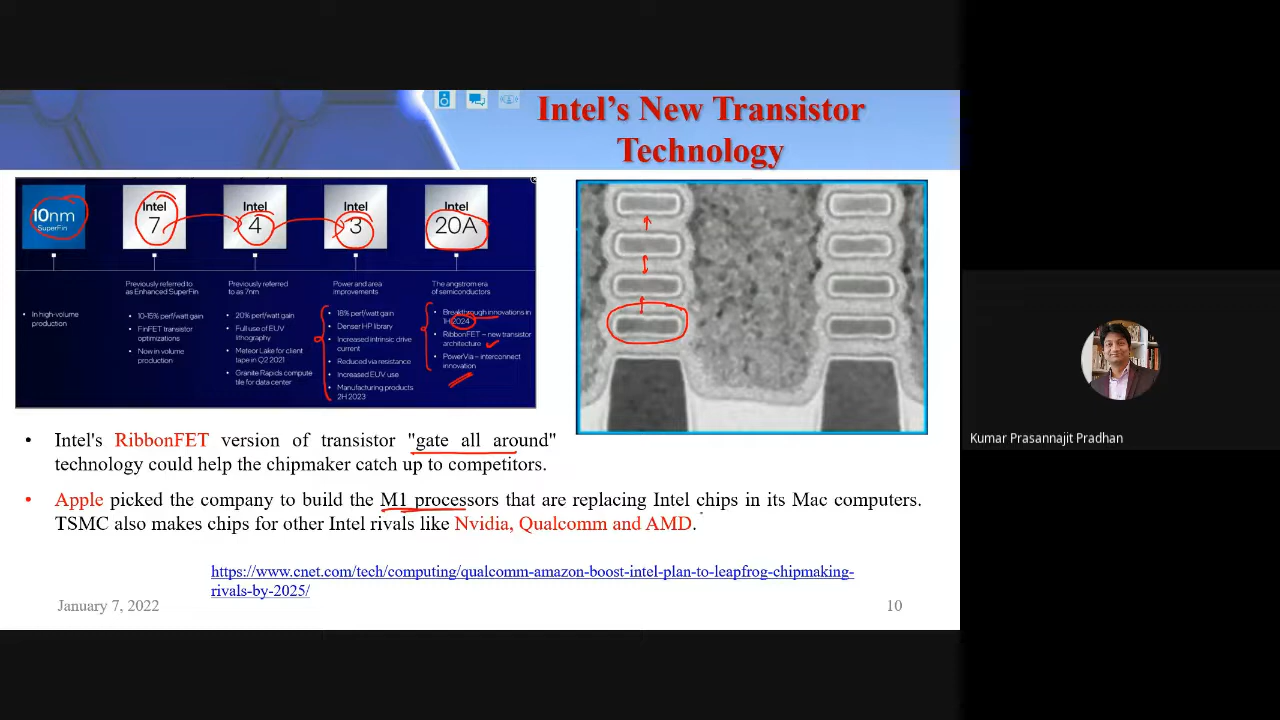 Intel's New Transistor
Technology
10nm
SuperFin
Intel
7
Intel
4
Intel
3
Intel
20A
Previously referred to
as Enhanced SuperFin
Previously referred
to as 7nm
Power and area
improvements
The angstrom era
of semiconductors
• In high-volume
production
• 10-15% perf/watt gain
• FinFET transistor
optimizations
• Now in volume
production
• 20% perf/watt gain
• Full use of EUV
lithography
• Meteor Lake for client
tape in Q2 2021
• Granite Rapids compute
tile for data center
• 18% perf/watt gain
• Denser HP library
• Increased intrinsic drive
current
• Reduced via resistance
• Increased EUV use
• Manufacturing products
2H 2023
• Breakthrough innovations in
1H 2024
• RibbonFET – new transistor
architecture
• PowerVia – interconnect
innovation
• Intel's RibbonFET version of transistor "gate all around"
technology could help the chipmaker catch up to competitors.
• Apple picked the company to build the M1 processors that are replacing Intel chips in its Mac computers.
TSMC also makes chips for other Intel rivals like Nvidia, Qualcomm and AMD.
https://www.cnet.com/tech/computing/qualcomm-amazon-boost-intel-plan-to-leapfrog-chipmaking-
rivals-by-2025/
January 7, 2022
10
Kumar Prasannajit Pradhan